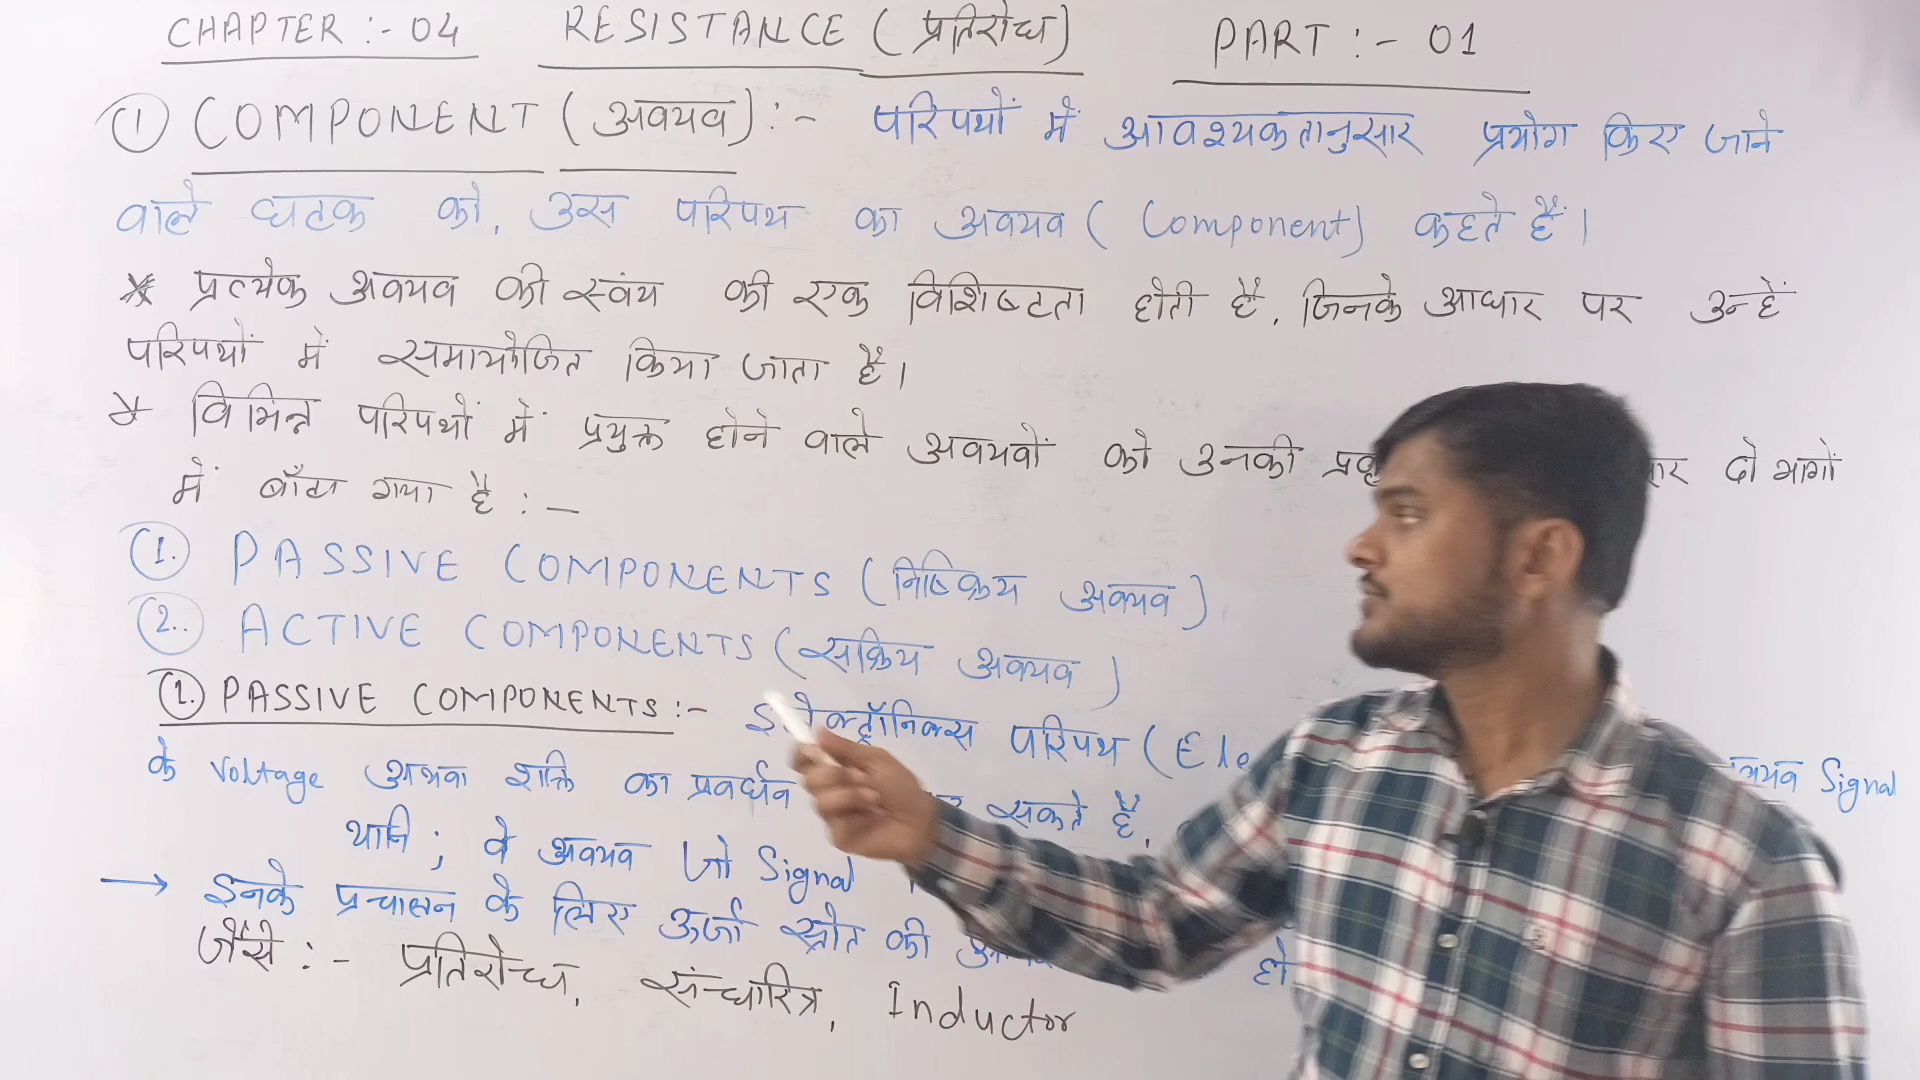 CHAPTER :- 04 RESISTANCE (प्रतिरोध) PART :- 01
① COMPONENT (अवयव) :- परिपथों में आवश्यकतानुसार प्रयोग किए जाने
वाले घटक को, उस परिपथ का अवयव (Component) कहते हैं।
* प्रत्येक अवयव की स्वंय की एक विशिष्टता होती है, जिनके आधार पर उन्हें
परिपथों में समायोजित किया जाता है।
* विभिन्न परिपथों में प्रयुक्त होने वाले अवयवों को उनकी दो भागों
में बाँटा गया है :-
①. PASSIVE COMPONENTS (निष्क्रिय अवयव)
②.. ACTIVE COMPONENTS (सक्रिय अवयव)
①. PASSIVE COMPONENTS :- इलेक्ट्रॉनिक्स परिपथ (Ele Signal
के Voltage अथवा शक्ति का प्रवर्धन सकते हैं,
यानि ; वे अवयव जो Signal
→ इनके प्रचालन के लिए ऊर्जा स्रोत की हो
जैसे :- प्रतिरोध, संधारित्र, Inductor